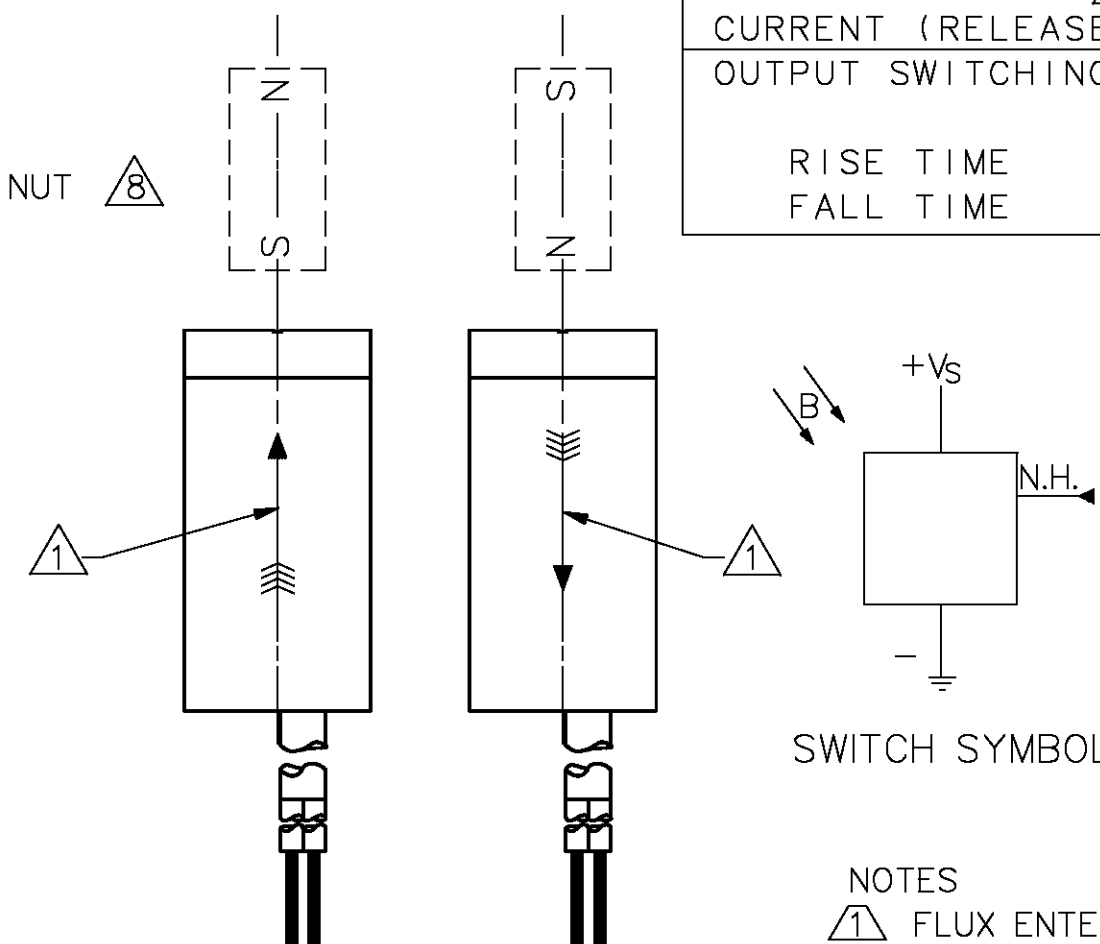 CURRENT (RELEASE
OUTPUT SWITCHING
RISE TIME
FALL TIME
N
S
S
N
NUT 8
+VS
B
N.H.
1
1
–
SWITCH SYMBOL
NOTES
1 FLUX ENTE